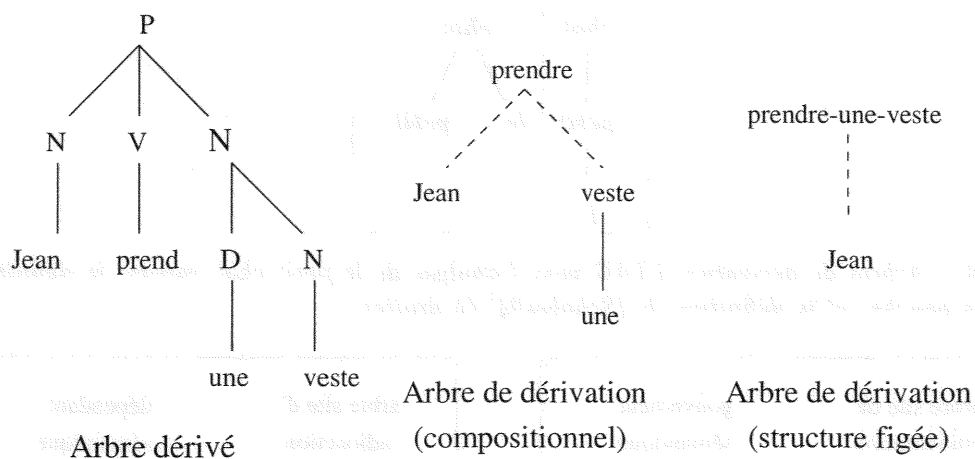 P
N V N
Jean prend D N
une veste
Arbre dérivé
prendre
Jean veste
une
Arbre de dérivation
(compositionnel)
prendre-une-veste
Jean
Arbre de dérivation
(structure figée)